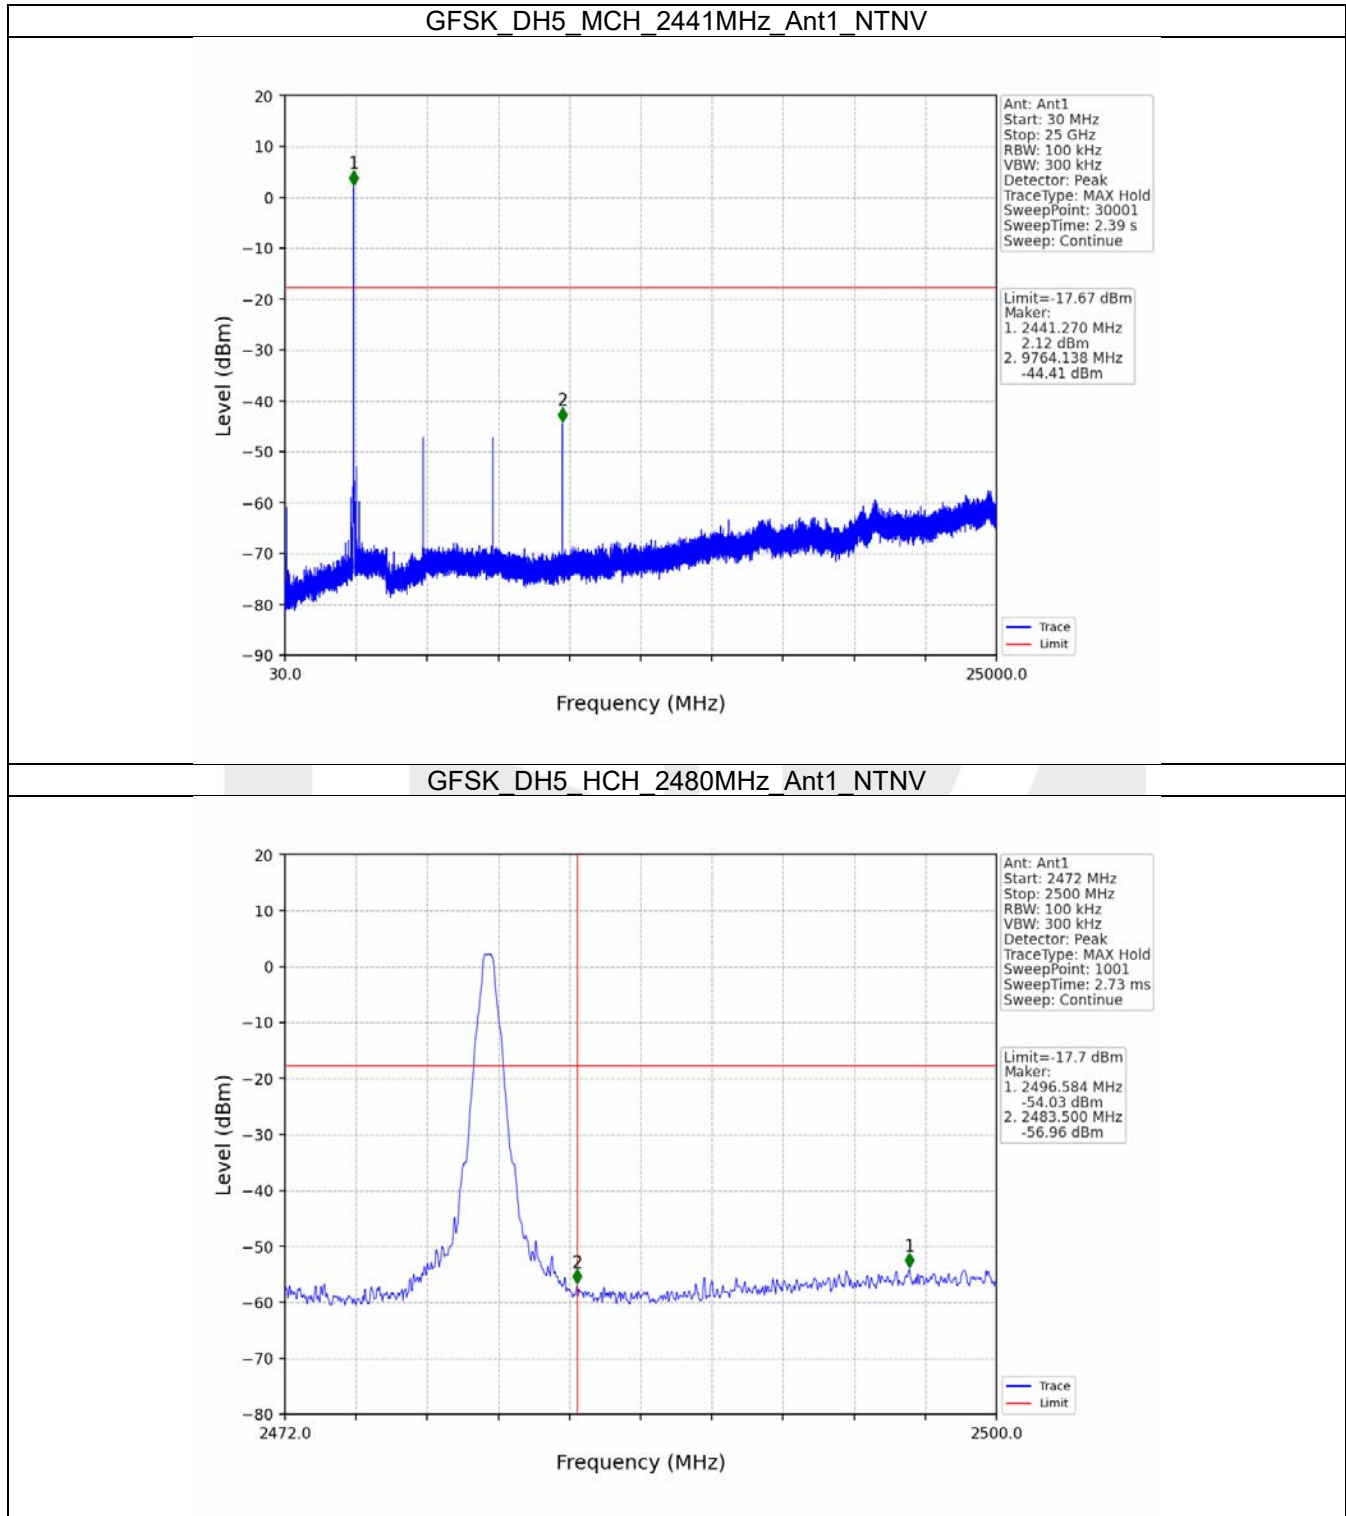 GFSK_DH5_MCH_2441MHz_Ant1_NTNV
20
10
0
−10
−20
−30
−40
−50
−60
−70
−80
−90
Level (dBm)
1
2
30.0
25000.0
Frequency (MHz)
Ant: Ant1
Start: 30 MHz
Stop: 25 GHz
RBW: 100 kHz
VBW: 300 kHz
Detector: Peak
TraceType: MAX Hold
SweepPoint: 30001
SweepTime: 2.39 s
Sweep: Continue
Limit=-17.67 dBm
Maker:
1. 2441.270 MHz
2.12 dBm
2. 9764.138 MHz
-44.41 dBm
Trace
Limit
GFSK_DH5_HCH_2480MHz_Ant1_NTNV
20
10
0
−10
−20
−30
−40
−50
−60
−70
−80
Level (dBm)
2
1
2472.0
2500.0
Frequency (MHz)
Ant: Ant1
Start: 2472 MHz
Stop: 2500 MHz
RBW: 100 kHz
VBW: 300 kHz
Detector: Peak
TraceType: MAX Hold
SweepPoint: 1001
SweepTime: 2.73 ms
Sweep: Continue
Limit=-17.7 dBm
Maker:
1. 2496.584 MHz
-54.03 dBm
2. 2483.500 MHz
-56.96 dBm
Trace
Limit